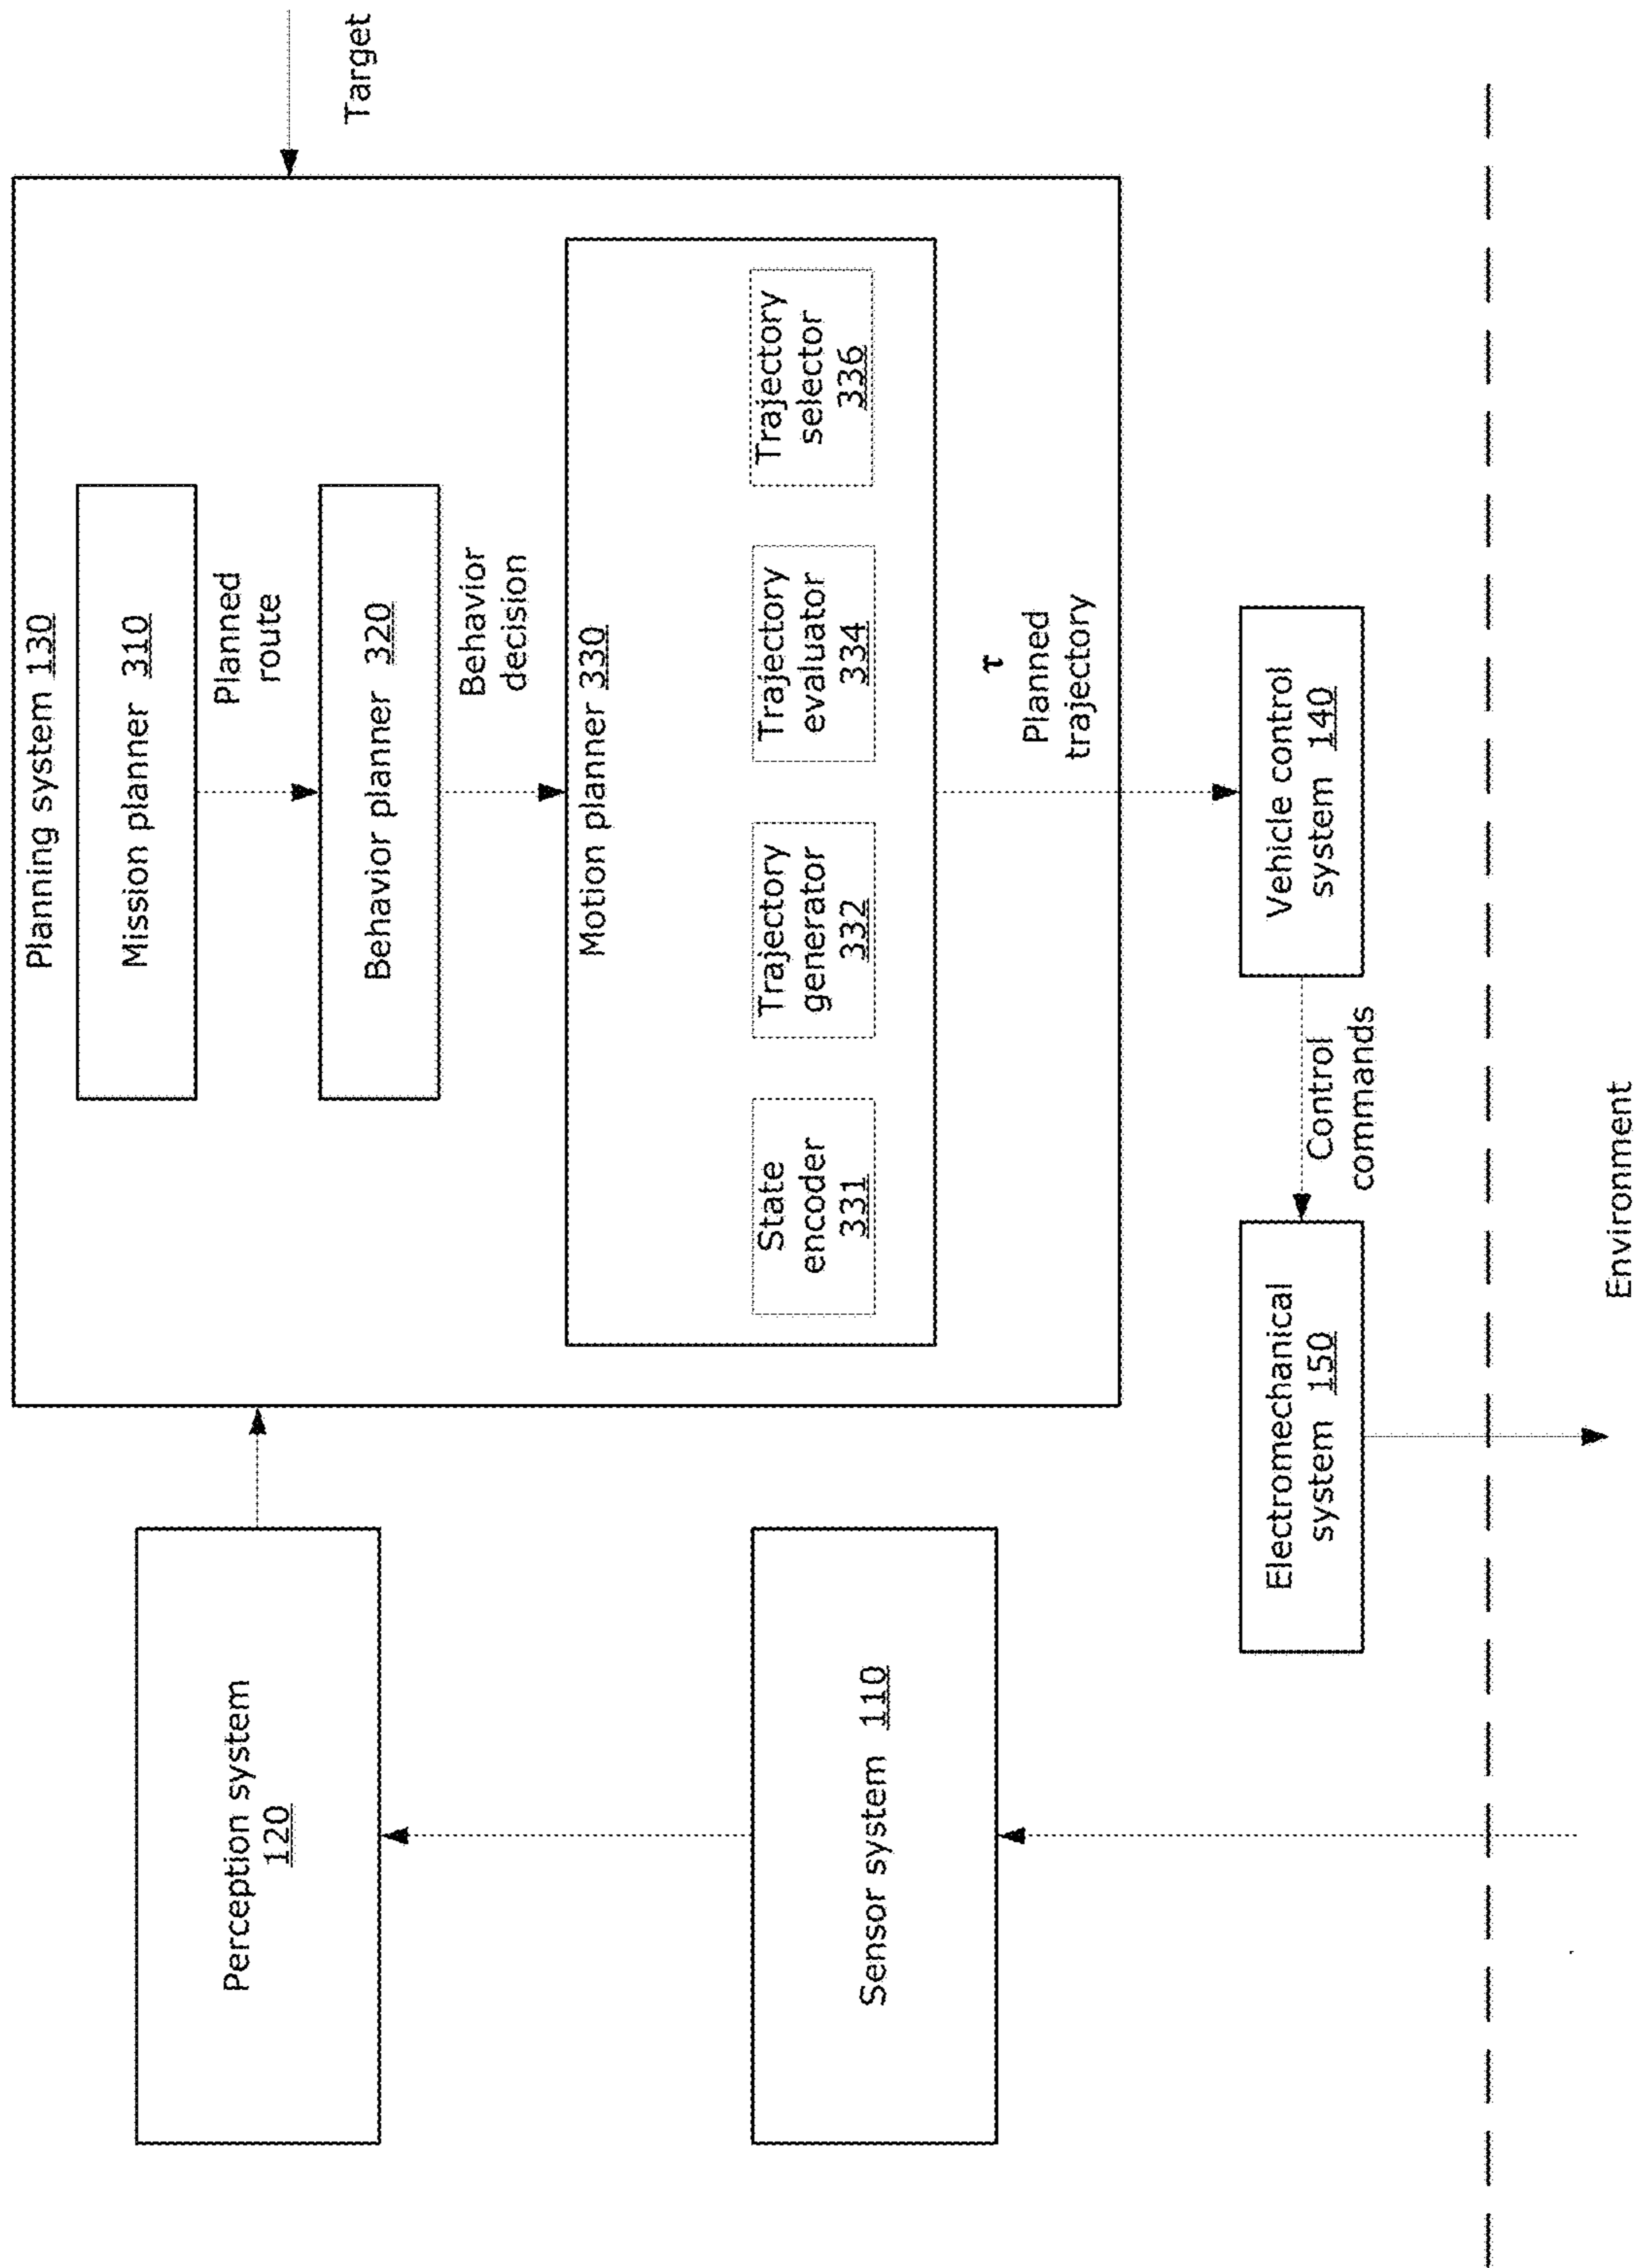 Planning system 130
Mission planner 310
Planned
route
Behavior planner 320
Behavior
decision
Motion planner 330
State
encoder
331
Trajectory
generator
332
Trajectory
evaluator
334
Trajectory
selector
336
τ
Planned
trajectory
Target
Perception system
120
Sensor system 110
Vehicle control
system 140
Control
commands
Electromechanical
system 150
Environment